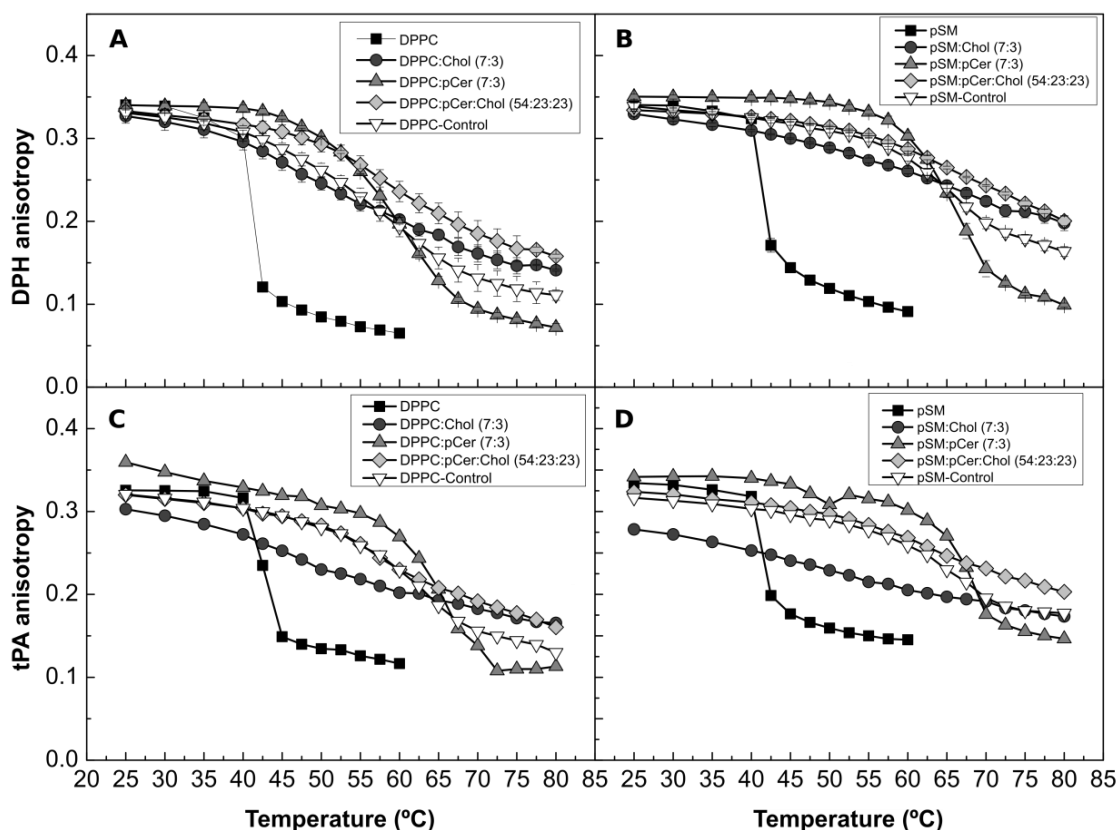 A
DPPC
DPPC:Chol (7:3)
DPPC:pCer (7:3)
DPPC:pCer:Chol (54:23:23)
DPPC-Control
B
pSM
pSM:Chol (7:3)
pSM:pCer (7:3)
pSM:pCer:Chol (54:23:23)
pSM-Control
0.4
0.3
0.2
0.1
0.0
DPH anisotropy
C
DPPC
DPPC:Chol (7:3)
DPPC:pCer (7:3)
DPPC:pCer:Chol (54:23:23)
DPPC-Control
D
pSM
pSM:Chol (7:3)
pSM:pCer (7:3)
pSM:pCer:Chol (54:23:23)
pSM-Control
0.4
0.3
0.2
0.1
0.0
tPA anisotropy
20 25 30 35 40 45 50 55 60 65 70 75 80 85 25 30 35 40 45 50 55 60 65 70 75 80 85
Temperature (ºC) Temperature (ºC)